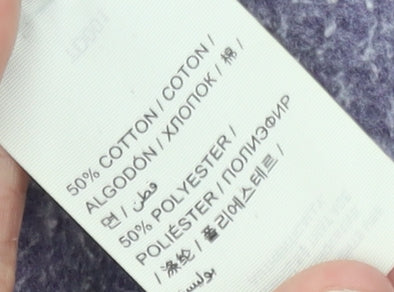 50% COTTON / COTON /
ALGODÓN / ХЛОПОК / 棉 /
면 / قطن
50% POLYESTER /
POLIÉSTER / ПОЛИЭФИР
/ 涤纶 / 폴리에스테르 /